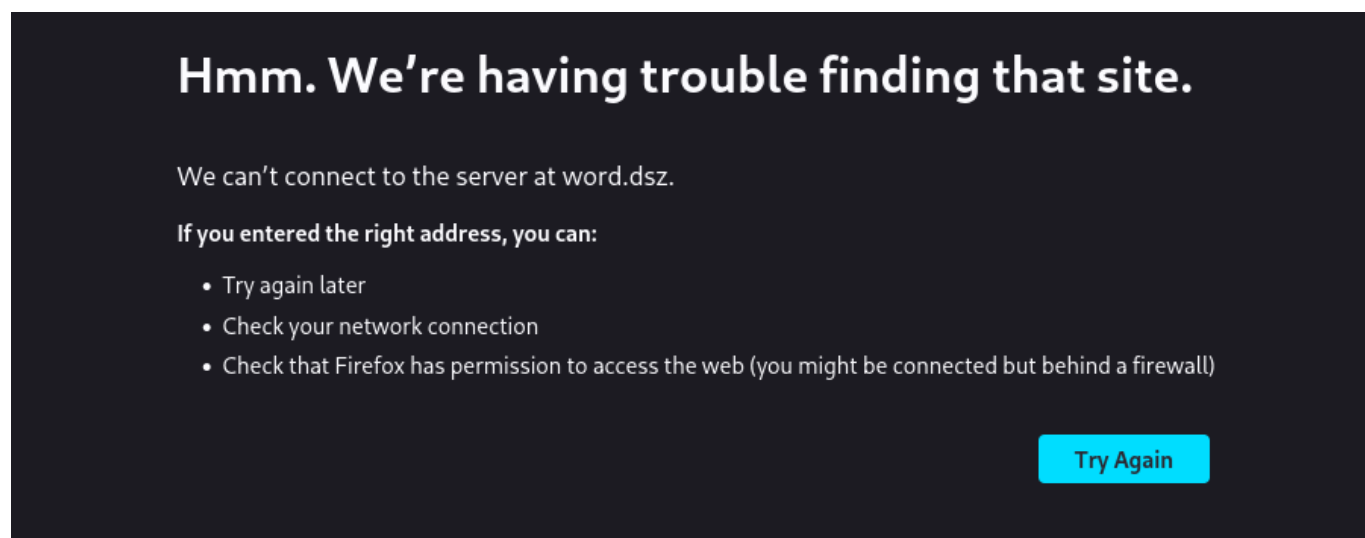 Hmm. We’re having trouble finding that site.
We can’t connect to the server at word.dsz.
If you entered the right address, you can:
• Try again later
• Check your network connection
• Check that Firefox has permission to access the web (you might be connected but behind a firewall)
Try Again